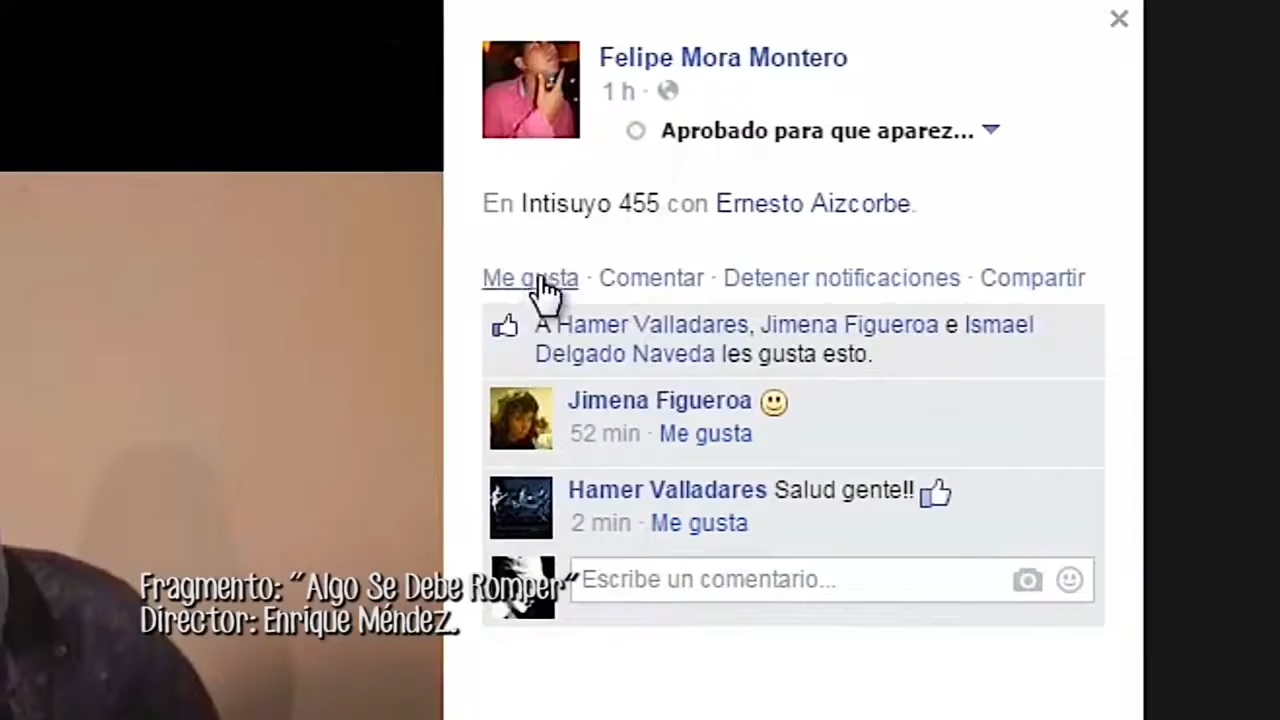 Felipe Mora Montero
1 h ·
Aprobado para que aparez...
En Intisuyo 455 con Ernesto Aizcorbe.
Me gusta · Comentar · Detener notificaciones · Compartir
A Hamer Valladares, Jimena Figueroa e Ismael
Delgado Naveda les gusta esto.
Jimena Figueroa
52 min · Me gusta
Hamer Valladares Salud gente!!
2 min · Me gusta
Escribe un comentario...
Fragmento: "Algo Se Debe Romper"
Director: Enrique Méndez.